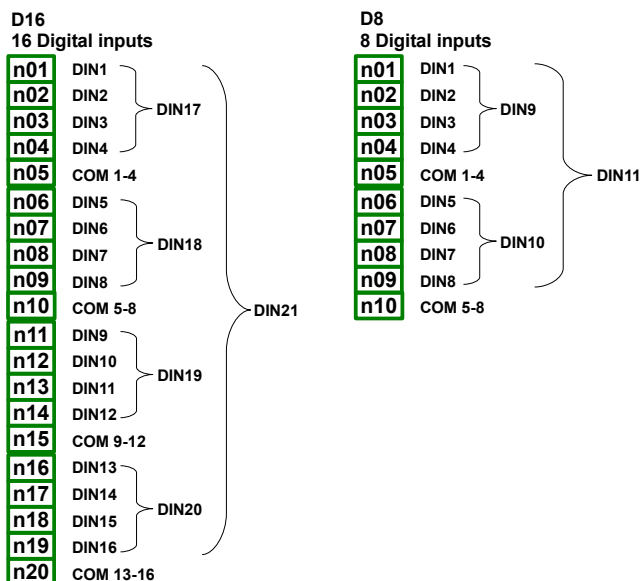 D16
16 Digital inputs
n01 DIN1
n02 DIN2
DIN17
n03 DIN3
n04 DIN4
n05 COM 1-4
n06 DIN5
n07 DIN6
DIN18
n08 DIN7
n09 DIN8
n10 COM 5-8
DIN21
n11 DIN9
n12 DIN10
DIN19
n13 DIN11
n14 DIN12
n15 COM 9-12
n16 DIN13
n17 DIN14
DIN20
n18 DIN15
n19 DIN16
n20 COM 13-16
D8
8 Digital inputs
n01 DIN1
n02 DIN2
DIN9
n03 DIN3
n04 DIN4
n05 COM 1-4
DIN11
n06 DIN5
n07 DIN6
DIN10
n08 DIN7
n09 DIN8
n10 COM 5-8